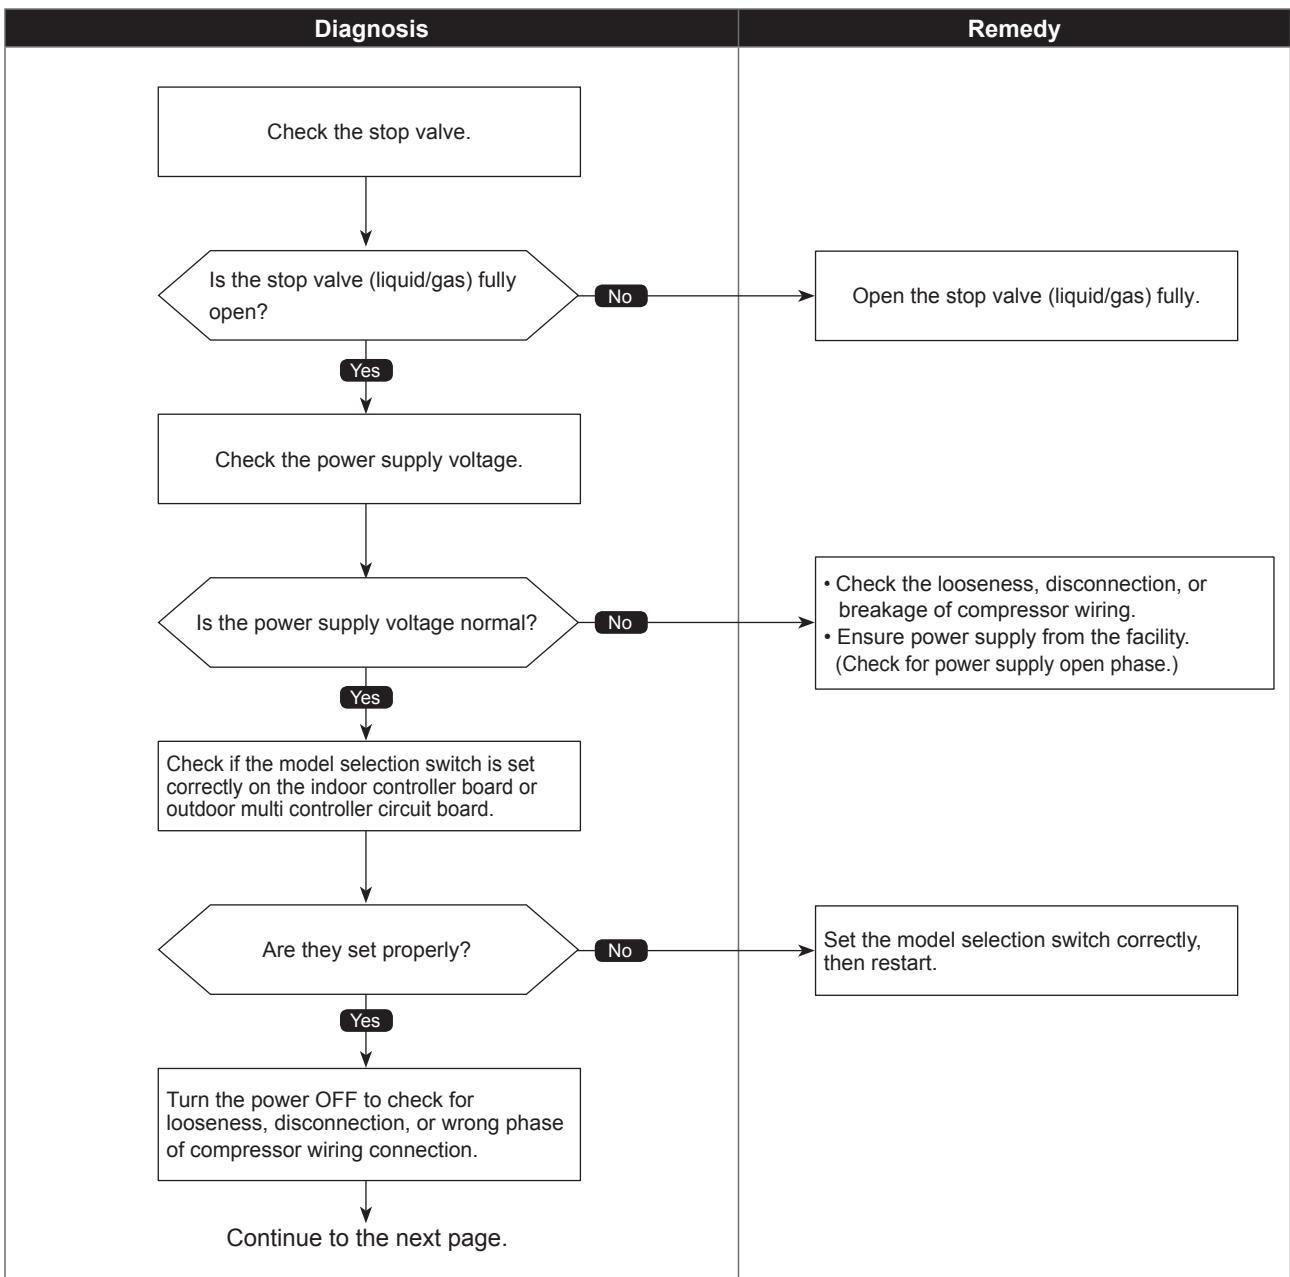 Diagnosis
Remedy
Check the stop valve.
Is the stop valve (liquid/gas) fully
open?
No
Open the stop valve (liquid/gas) fully.
Yes
Check the power supply voltage.
Is the power supply voltage normal?
No
• Check the looseness, disconnection, or
breakage of compressor wiring.
• Ensure power supply from the facility.
(Check for power supply open phase.)
Yes
Check if the model selection switch is set
correctly on the indoor controller board or
outdoor multi controller circuit board.
Are they set properly?
No
Set the model selection switch correctly,
then restart.
Yes
Turn the power OFF to check for
looseness, disconnection, or wrong phase
of compressor wiring connection.
Continue to the next page.